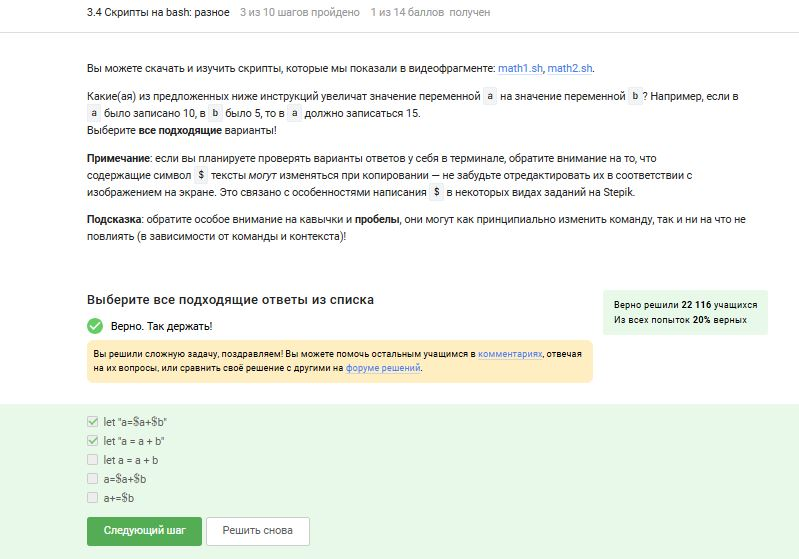 3.4 Скрипты на bash: разное 3 из 10 шагов пройдено 1 из 14 баллов получен
Вы можете скачать и изучить скрипты, которые мы показали в видеофрагменте: math1.sh, math2.sh.
Какие(ая) из предложенных ниже инструкций увеличат значение переменной a на значение переменной b ? Например, если в
a было записано 10, в b было 5, то в a должно записаться 15.
Выберите все подходящие варианты!
Примечание: если вы планируете проверять варианты ответов у себя в терминале, обратите внимание на то, что
содержащие символ $ тексты могут изменяться при копировании — не забудьте отредактировать их в соответствии с
изображением на экране. Это связано с особенностями написания $ в некоторых видах заданий на Stepik.
Подсказка: обратите особое внимание на кавычки и пробелы, они могут как принципиально изменить команду, так и ни на что не
повлиять (в зависимости от команды и контекста)!
Выберите все подходящие ответы из списка
Верно решили 22 116 учащихся
Из всех попыток 20% верных
Верно. Так держать!
Вы решили сложную задачу, поздравляем! Вы можете помочь остальным учащимся в комментариях, отвечая
на их вопросы, или сравнить своё решение с другими на форуме решений.
let "a=$a+$b"
let "a = a + b"
let a = a + b
a=$a+$b
a+=$b
Следующий шаг Решить снова